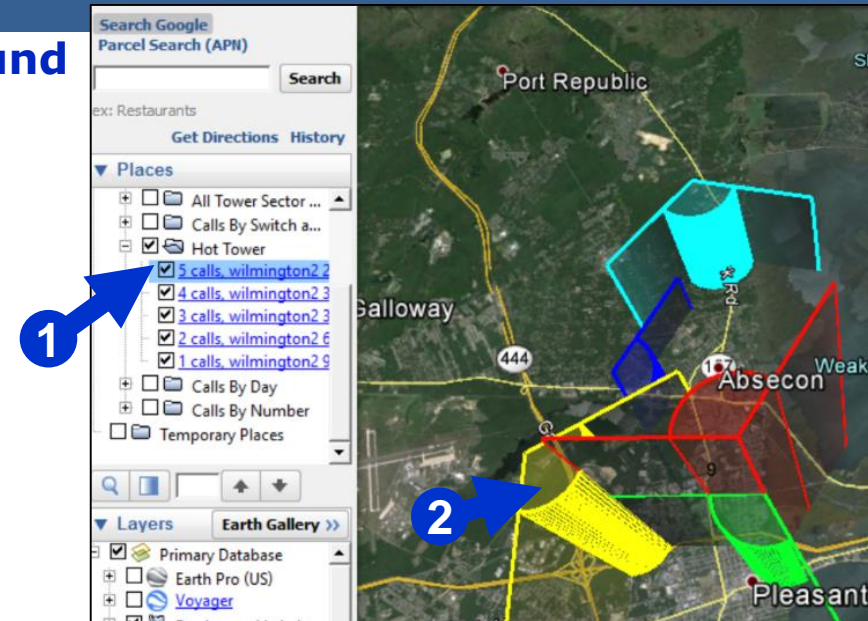 und
Search Google
Parcel Search (APN)
Search
ex: Restaurants
Get Directions History
Places
All Tower Sector ...
Calls By Switch a...
Hot Tower
5 calls, wilmington2 2
4 calls, wilmington2 3
3 calls, wilmington2 3
2 calls, wilmington2 6
1 calls, wilmington2 9
Calls By Day
Calls By Number
Temporary Places
Layers
Earth Gallery >>
Primary Database
Earth Pro (US)
Voyager
1
2
Port Republic
Galloway
444
k Rd
157
Weak
Absecon
9
G
Pleasant